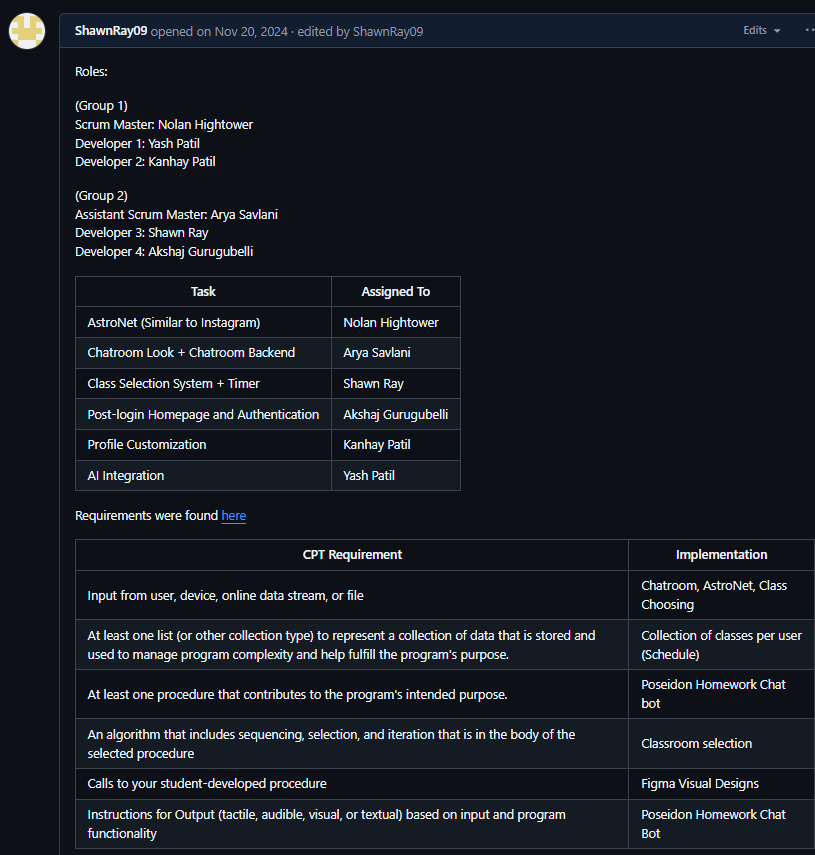 ShawnRay09 opened on Nov 20, 2024 · edited by ShawnRay09 Edits
Roles:
(Group 1)
Scrum Master: Nolan Hightower
Developer 1: Yash Patil
Developer 2: Kanhay Patil
(Group 2)
Assistant Scrum Master: Arya Savlani
Developer 3: Shawn Ray
Developer 4: Akshaj Gurugubelli
Task Assigned To
AstroNet (Similar to Instagram) Nolan Hightower
Chatroom Look + Chatroom Backend Arya Savlani
Class Selection System + Timer Shawn Ray
Post-login Homepage and Authentication Akshaj Gurugubelli
Profile Customization Kanhay Patil
AI Integration Yash Patil
Requirements were found here
CPT Requirement Implementation
Input from user, device, online data stream, or file
Chatroom, AstroNet, Class
Choosing
At least one list (or other collection type) to represent a collection of data that is stored and
used to manage program complexity and help fulfill the program's purpose.
Collection of classes per user
(Schedule)
At least one procedure that contributes to the program's intended purpose.
Poseidon Homework Chat
bot
An algorithm that includes sequencing, selection, and iteration that is in the body of the
selected procedure
Classroom selection
Calls to your student-developed procedure Figma Visual Designs
Instructions for Output (tactile, audible, visual, or textual) based on input and program
functionality
Poseidon Homework Chat
Bot